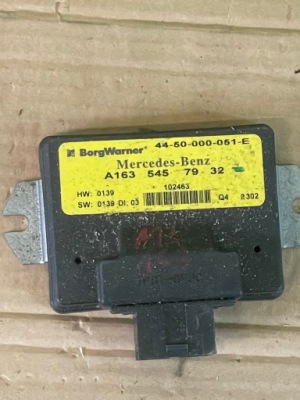 BorgWarner 44-50-000-051-E
Mercedes-Benz
A163 545 79 32
102463
HW: 0139
SW: 0139 DI: 03 Q4 2302